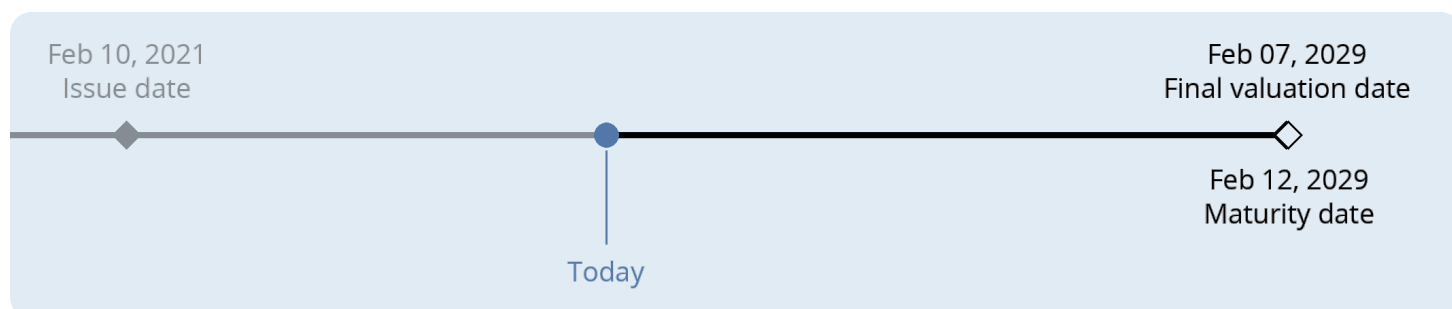 Feb 10, 2021
Issue date
Feb 07, 2029
Final valuation date
Feb 12, 2029
Maturity date
Today